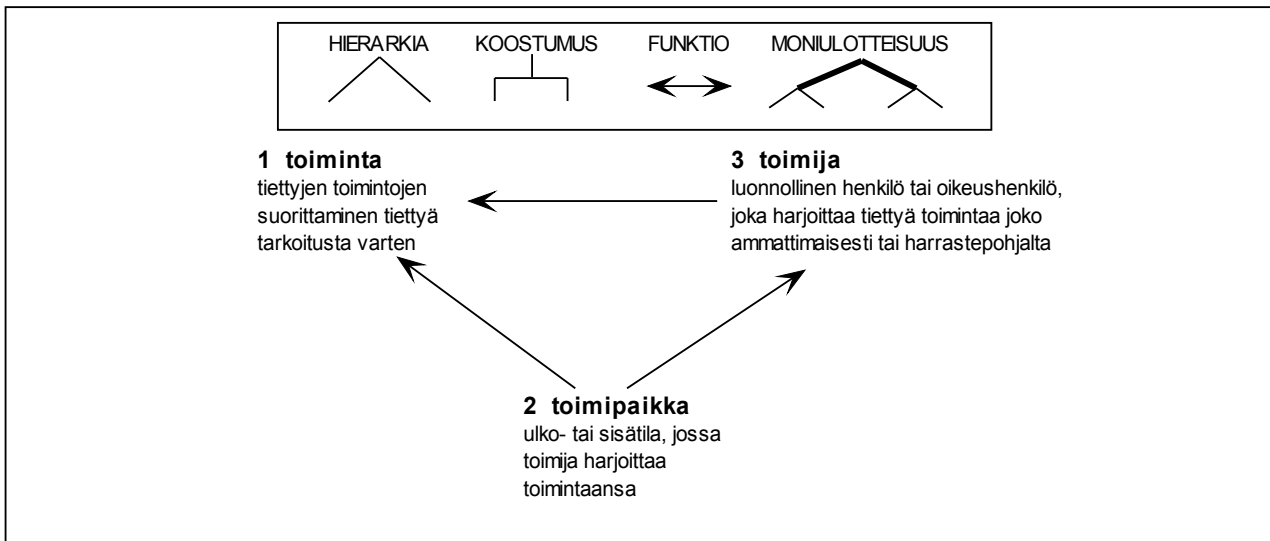 HIERARKIA KOOSTUMUS FUNKTIO MONIULOTTEISUUS
1 toiminta
tiettyjen toimintojen
suorittaminen tiettyä
tarkoitusta varten
3 toimija
luonnollinen henkilö tai oikeushenkilö,
joka harjoittaa tiettyä toimintaa joko
ammattimaisesti tai harrastepohjalta
2 toimipaikka
ulko- tai sisätila, jossa
toimija harjoittaa
toimintaansa